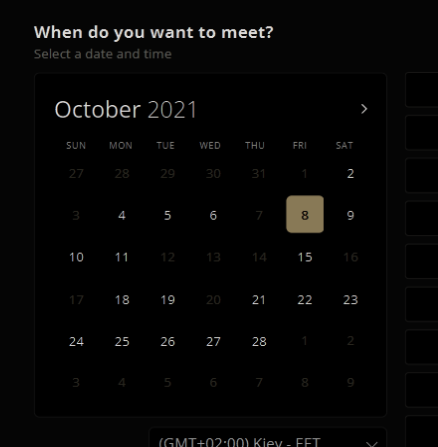 When do you want to meet?
Select a date and time
October 2021 >
SUN MON TUE WED THU FRI SAT
27 28 29 30 31 1 2
3 4 5 6 7 8 9
10 11 12 13 14 15 16
17 18 19 20 21 22 23
24 25 26 27 28 1 2
3 4 5 6 7 8 9
(GMT+02:00) Kiev - EET